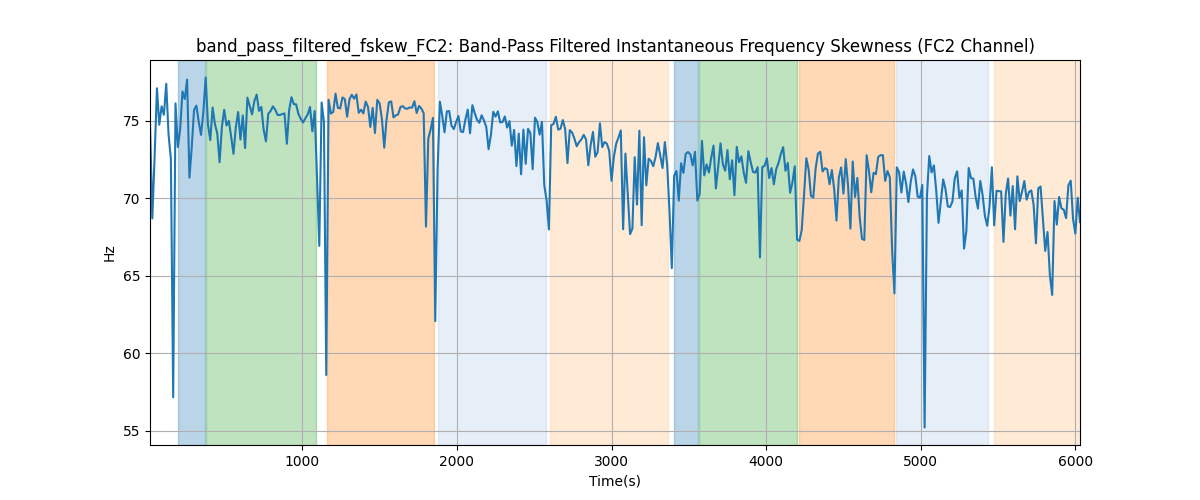 band_pass_filtered_fskew_FC2: Band-Pass Filtered Instantaneous Frequency Skewness (FC2 Channel)
75
70
65
60
55
Hz
1000 2000 3000 4000 5000 6000
Time(s)